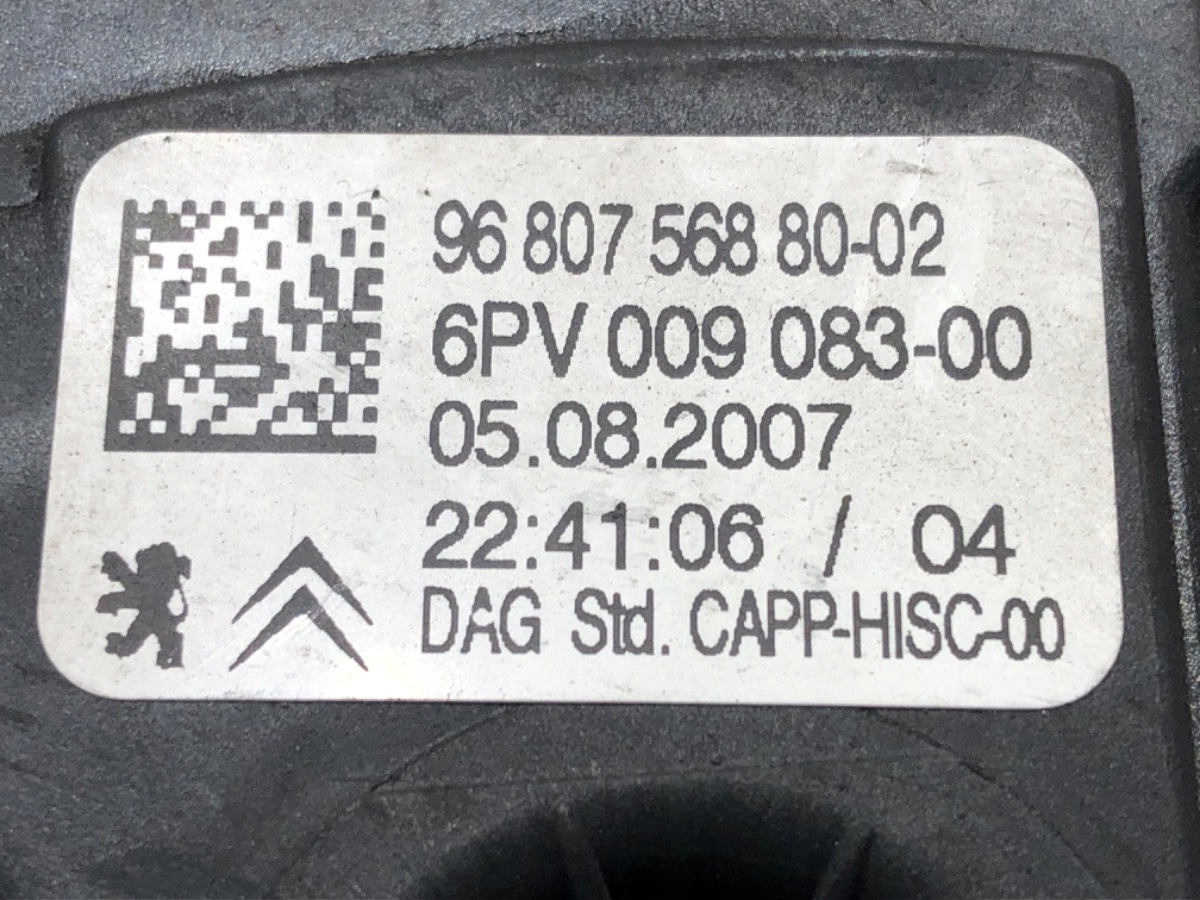 96 807 568 80-02
6PV 009 083-00
05.08.2007
22:41:06 / 04
DAG Std. CAPP-HISC-00